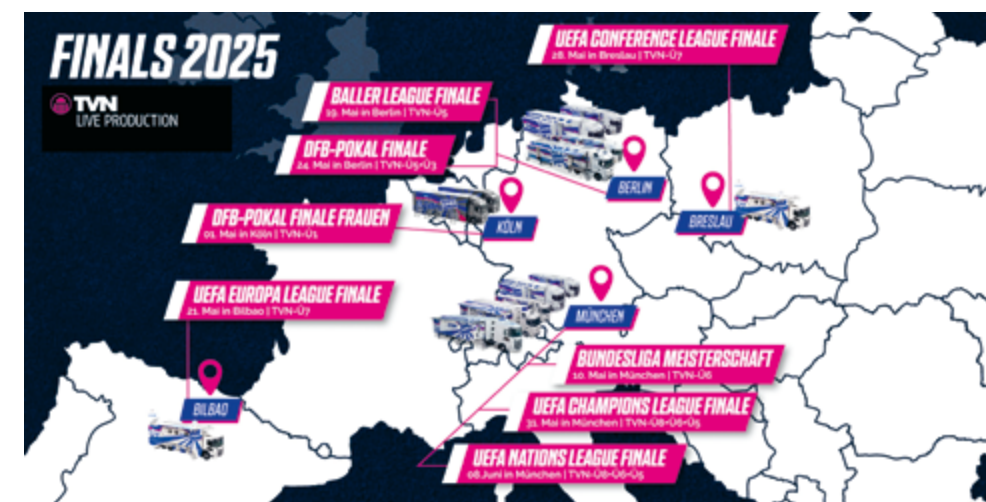 FINALS 2025
TVN
LIVE PRODUCTION
UEFA CONFERENCE LEAGUE FINALE
28. Mai in Breslau | TVN-Ü7
BALLER LEAGUE FINALE
19. Mai in Berlin | TVN-Ü5
DFB-POKAL FINALE
24. Mai in Berlin | TVN-Ü5+Ü3
BERLIN
KÖLN
BRESLAU
DFB-POKAL FINALE FRAUEN
01. Mai in Köln | TVN-Ü1
UEFA EUROPA LEAGUE FINALE
21. Mai in Bilbao | TVN-Ü7
MÜNCHEN
BUNDESLIGA MEISTERSCHAFT
10. Mai in München | TVN-Ü6
BILBAO
UEFA CHAMPIONS LEAGUE FINALE
31. Mai in München | TVN-Ü8+Ü6+Ü5
UEFA NATIONS LEAGUE FINALE
08.Juni in München | TVN-Ü8+Ü6+Ü5